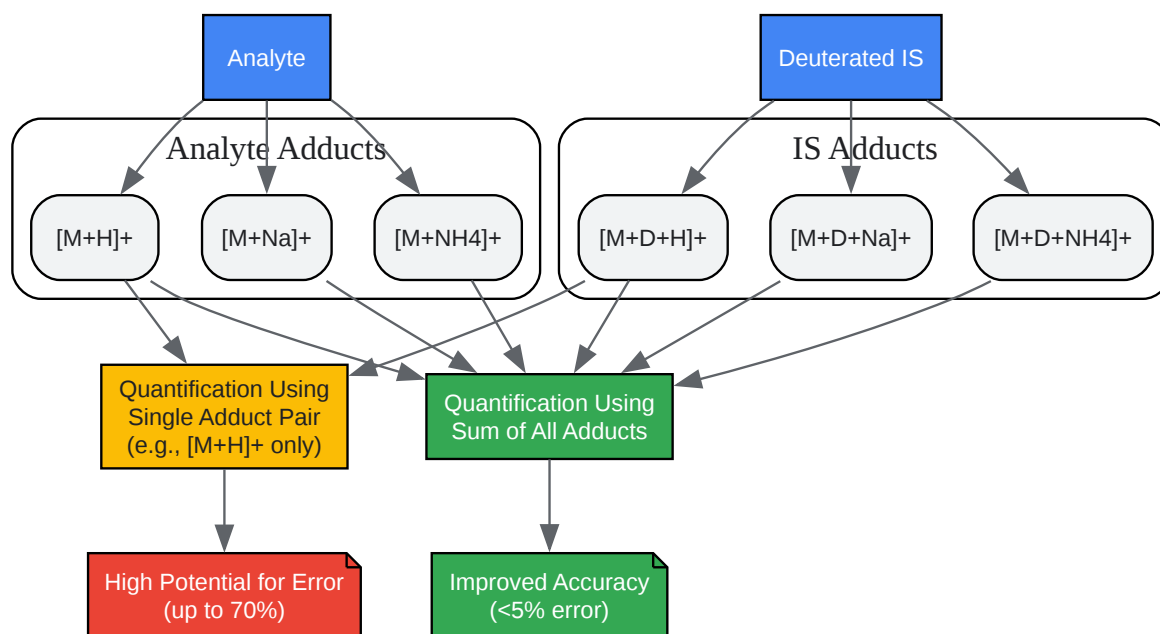 Analyte
Deuterated IS
Analyte Adducts
IS Adducts
[M+H]+
[M+Na]+
[M+NH4]+
[M+D+H]+
[M+D+Na]+
[M+D+NH4]+
Quantification Using
Single Adduct Pair
(e.g., [M+H]+ only)
Quantification Using
Sum of All Adducts
High Potential for Error
(up to 70%)
Improved Accuracy
(<5% error)